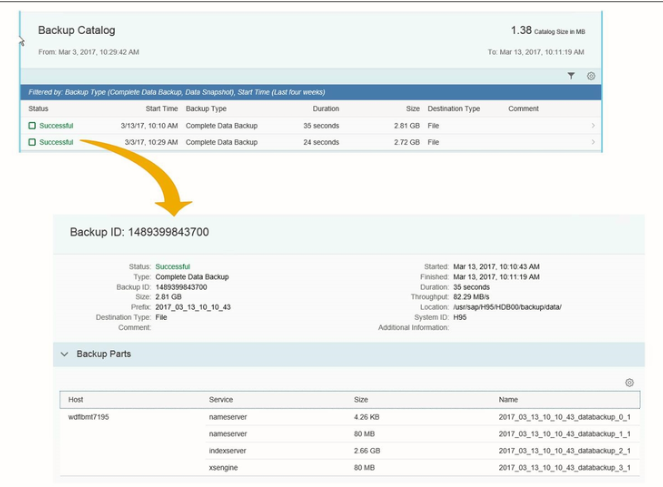 Backup Catalog
1.38 Catalog Size in MB
From: Mar 3, 2017, 10:29:42 AM
To: Mar 13, 2017, 10:11:19 AM
Filtered by: Backup Type (Complete Data Backup, Data Snapshot), Start Time (Last four weeks)
Status Start Time Backup Type Duration Size Destination Type Comment
Successful 3/13/17, 10:10 AM Complete Data Backup 35 seconds 2.81 GB File
Successful 3/3/17, 10:29 AM Complete Data Backup 24 seconds 2.72 GB File
Backup ID: 1489399843700
Status: Successful
Type: Complete Data Backup
Backup ID: 1489399843700
Size: 2.81 GB
Prefix: 2017_03_13_10_10_43
Destination Type: File
Comment:
Started: Mar 13, 2017, 10:10:43 AM
Finished: Mar 13, 2017, 10:11:19 AM
Duration: 35 seconds
Throughput: 82.29 MB/s
Location: /usr/sap/H95/HDB00/backup/data/
System ID: H95
Additional Information:
Backup Parts
Host Service Size Name
wdflbmt7195 nameserver 4.26 KB 2017_03_13_10_10_43_databackup_0_1
nameserver 80 MB 2017_03_13_10_10_43_databackup_1_1
indexserver 2.66 GB 2017_03_13_10_10_43_databackup_2_1
xsengine 80 MB 2017_03_13_10_10_43_databackup_3_1